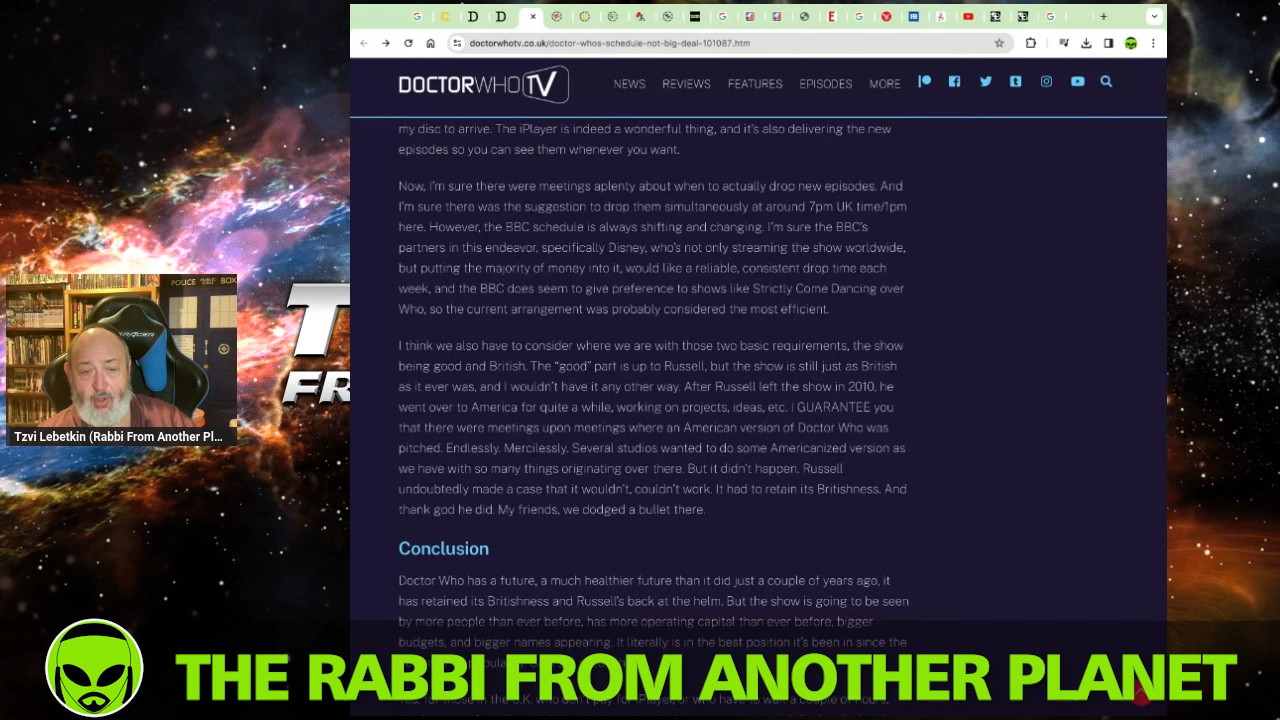 doctorwhotv.co.uk/doctor-whos-schedule-not-big-deal-101087.htm
DOCTORWHOTV
NEWS REVIEWS FEATURES EPISODES MORE
my disc to arrive. The iPlayer is indeed a wonderful thing, and it's also delivering the new
episodes so you can see them whenever you want.
Now, I'm sure there were meetings aplenty about when to actually drop new episodes. And
I'm sure there was the suggestion to drop them simultaneously at around 7pm UK time/1pm
here. However, the BBC schedule is always shifting and changing. I'm sure the BBC's
partners in this endeavor, specifically Disney, who's not only streaming the show worldwide,
but putting the majority of money into it, would like a reliable, consistent drop time each
week, and the BBC does seem to give preference to shows like Strictly Come Dancing over
Who, so the current arrangement was probably considered the most efficient.
I think we also have to consider where we are with those two basic requirements, the show
being good and British. The “good” part is up to Russell, but the show is still just as British
as it ever was, and I wouldn't have it any other way. After Russell left the show in 2010, he
went over to America for quite a while, working on projects, ideas, etc. I GUARANTEE you
that there were meetings upon meetings where an American version of Doctor Who was
pitched. Endlessly. Mercilessly. Several studios wanted to do some Americanized version as
we have with so many things originating over there. But it didn't happen. Russell
undoubtedly made a case that it wouldn't, couldn't work. It had to retain its Britishness. And
thank god he did. My friends, we dodged a bullet there.
Conclusion
Doctor Who has a future, a much healthier future than it did just a couple of years ago, it
has retained its Britishness and Russell's back at the helm. But the show is going to be seen
by more people than ever before, has more operating capital than ever before, bigger
budgets, and bigger names appearing. It literally is in the best position it's been in since the
POLICE BOX
Tzvi Lebetkin (Rabbi From Another Pl...
T
FR
THE RABBI FROM ANOTHER PLANET